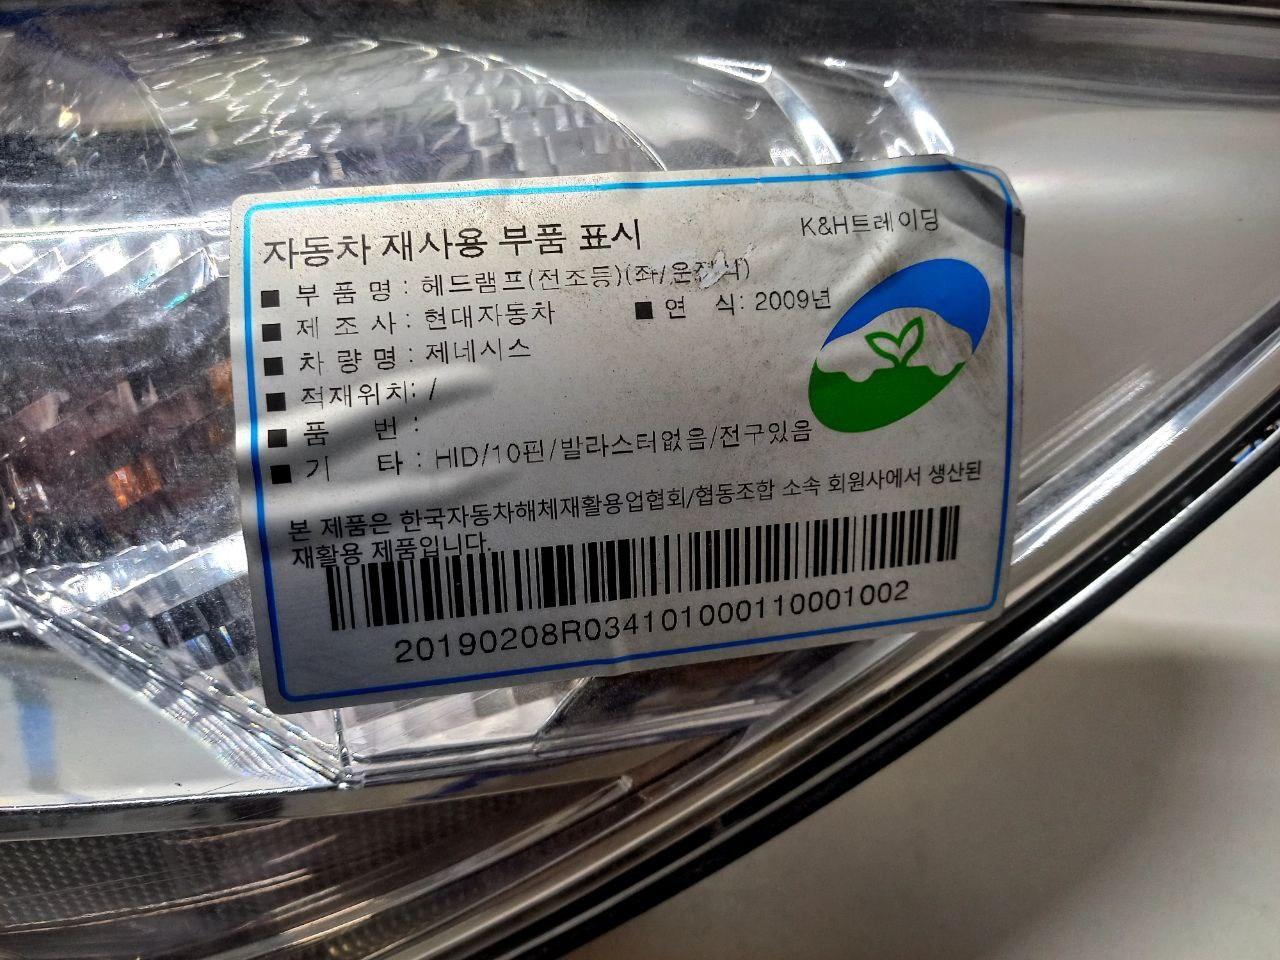 자동차 재사용 부품 표시
K&H트레이딩
■ 부 품 명 : 헤드램프(전조등)(좌/운전석)
■ 제 조 사 : 현대자동차 ■ 연 식: 2009년
■ 차 량 명 : 제네시스
■ 적재위치: /
■ 품 번 :
■ 기 타 : HID/10핀/발라스터없음/전구있음
본 제품은 한국자동차해체재활용업협회/협동조합 소속 회원사에서 생산된
재활용 제품입니다.
20190208R034101000110001002